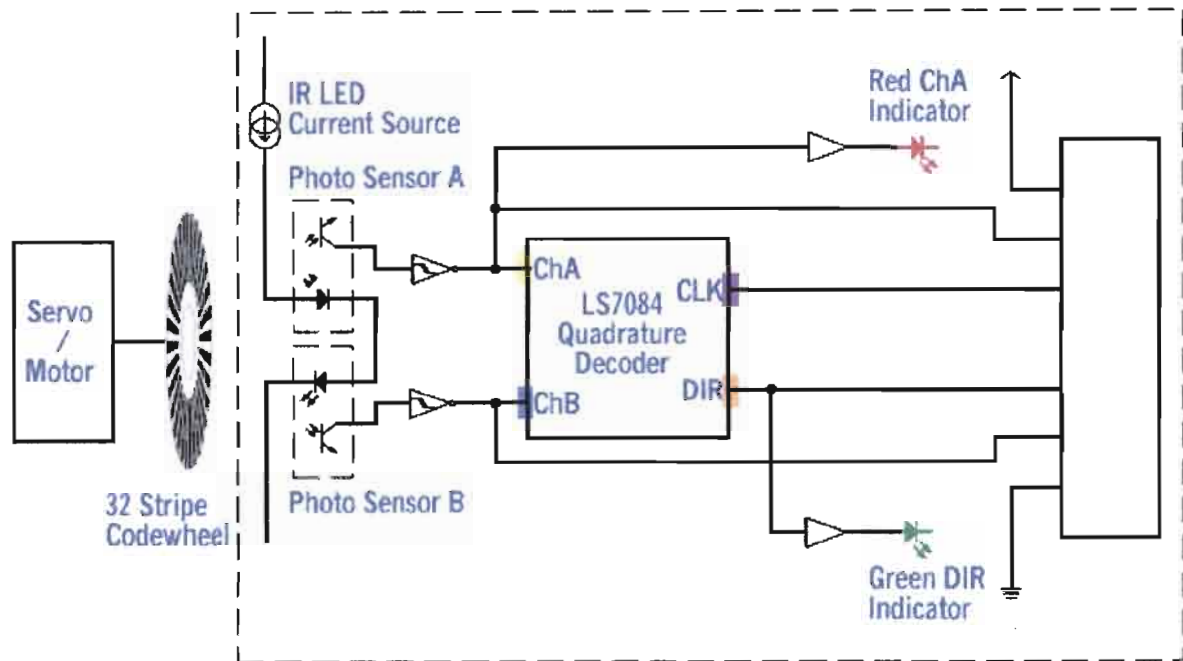 IR LED
Current Source
Red ChA
Indicator
Photo Sensor A
ChA
CLK
LS7084
Quadrature
Decoder
Servo
/
Motor
ChB
DIR
32 Stripe
Codewheel
Photo Sensor B
Green DIR
Indicator